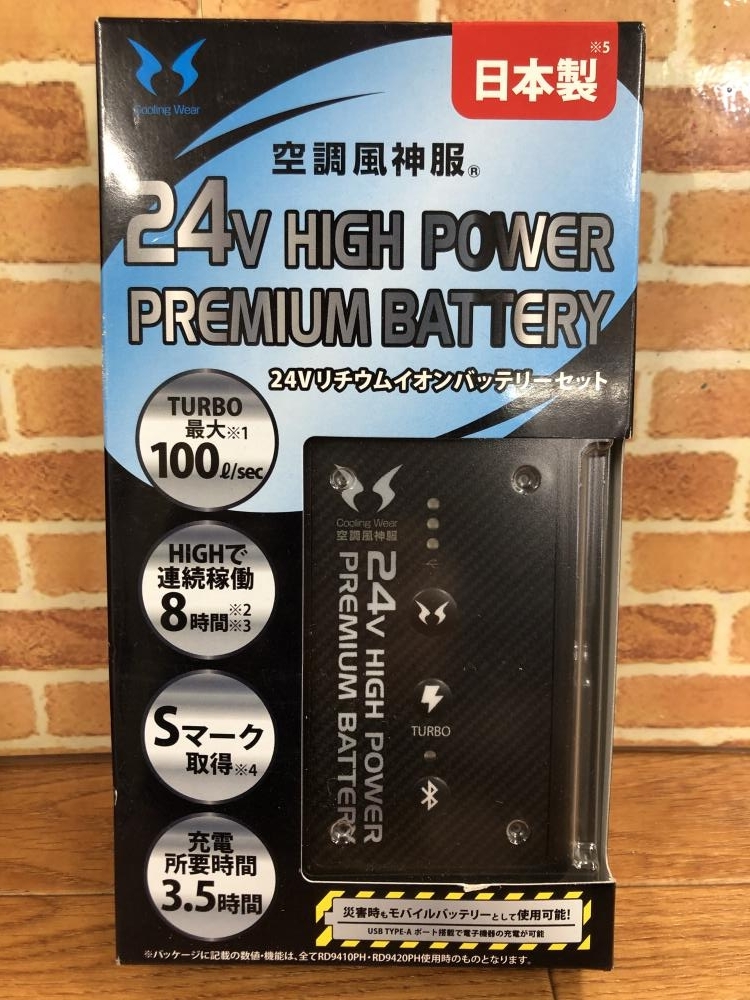 Cooling Wear
※5
日本製
空調風神服®
24V HIGH POWER
PREMIUM BATTERY
24Vリチウムイオンバッテリーセット
TURBO
最大※1
100ℓ/sec
HIGHで
連続稼働
8時間※2※3
Sマーク
取得※4
充電
所要時間
3.5時間
Cooling Wear
空調風神服
24V HIGH POWER
PREMIUM BATTERY
TURBO
災害時もモバイルバッテリーとして使用可能!
USB TYPE-A ポート搭載で電子機器の充電が可能
※パッケージに記載の数値・機能は、全てRD9410PH・RD9420PH使用時のものとなります。